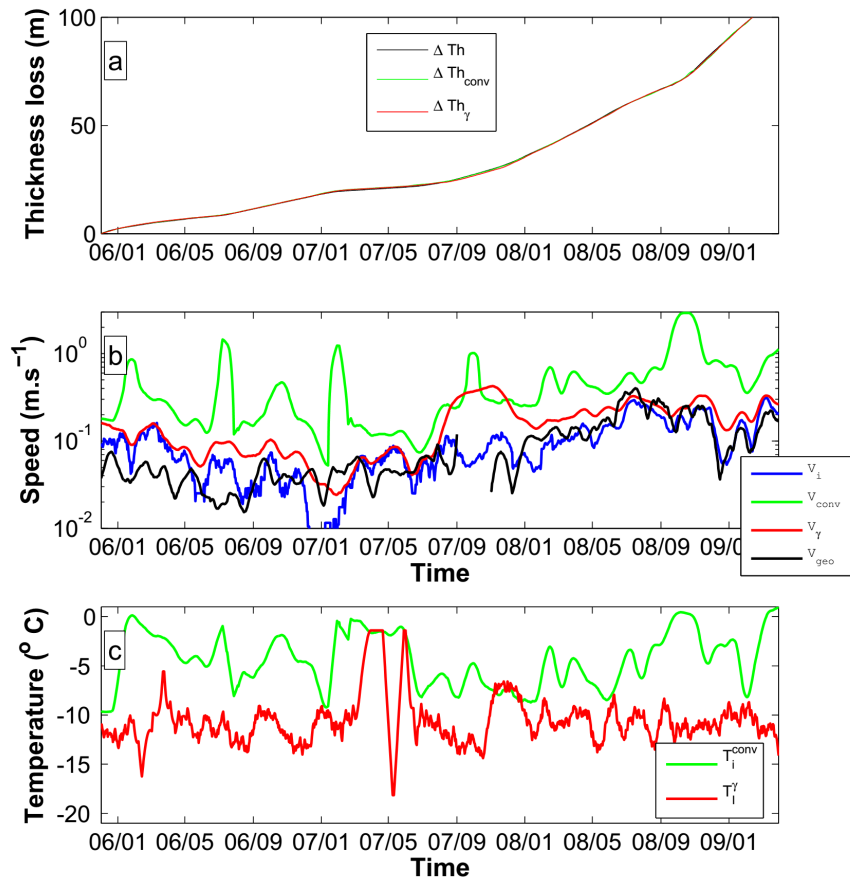 a
Thickness loss (m)
100
50
0
Δ Th
Δ Th_conv
Δ Th_γ
06/01 06/05 06/09 07/01 07/05 07/09 08/01 08/05 08/09 09/01
b
Speed (m.s⁻¹)
10⁰
10⁻¹
10⁻²
06/01 06/05 06/09 07/01 07/05 07/09 08/01 08/05 08/09 09/01
Time
V_i
V_conv
V_γ
V_geo
c
Temperature (° C)
0
-5
-10
-15
-20
T_i^conv
T_I^γ
06/01 06/05 06/09 07/01 07/05 07/09 08/01 08/05 08/09 09/01
Time